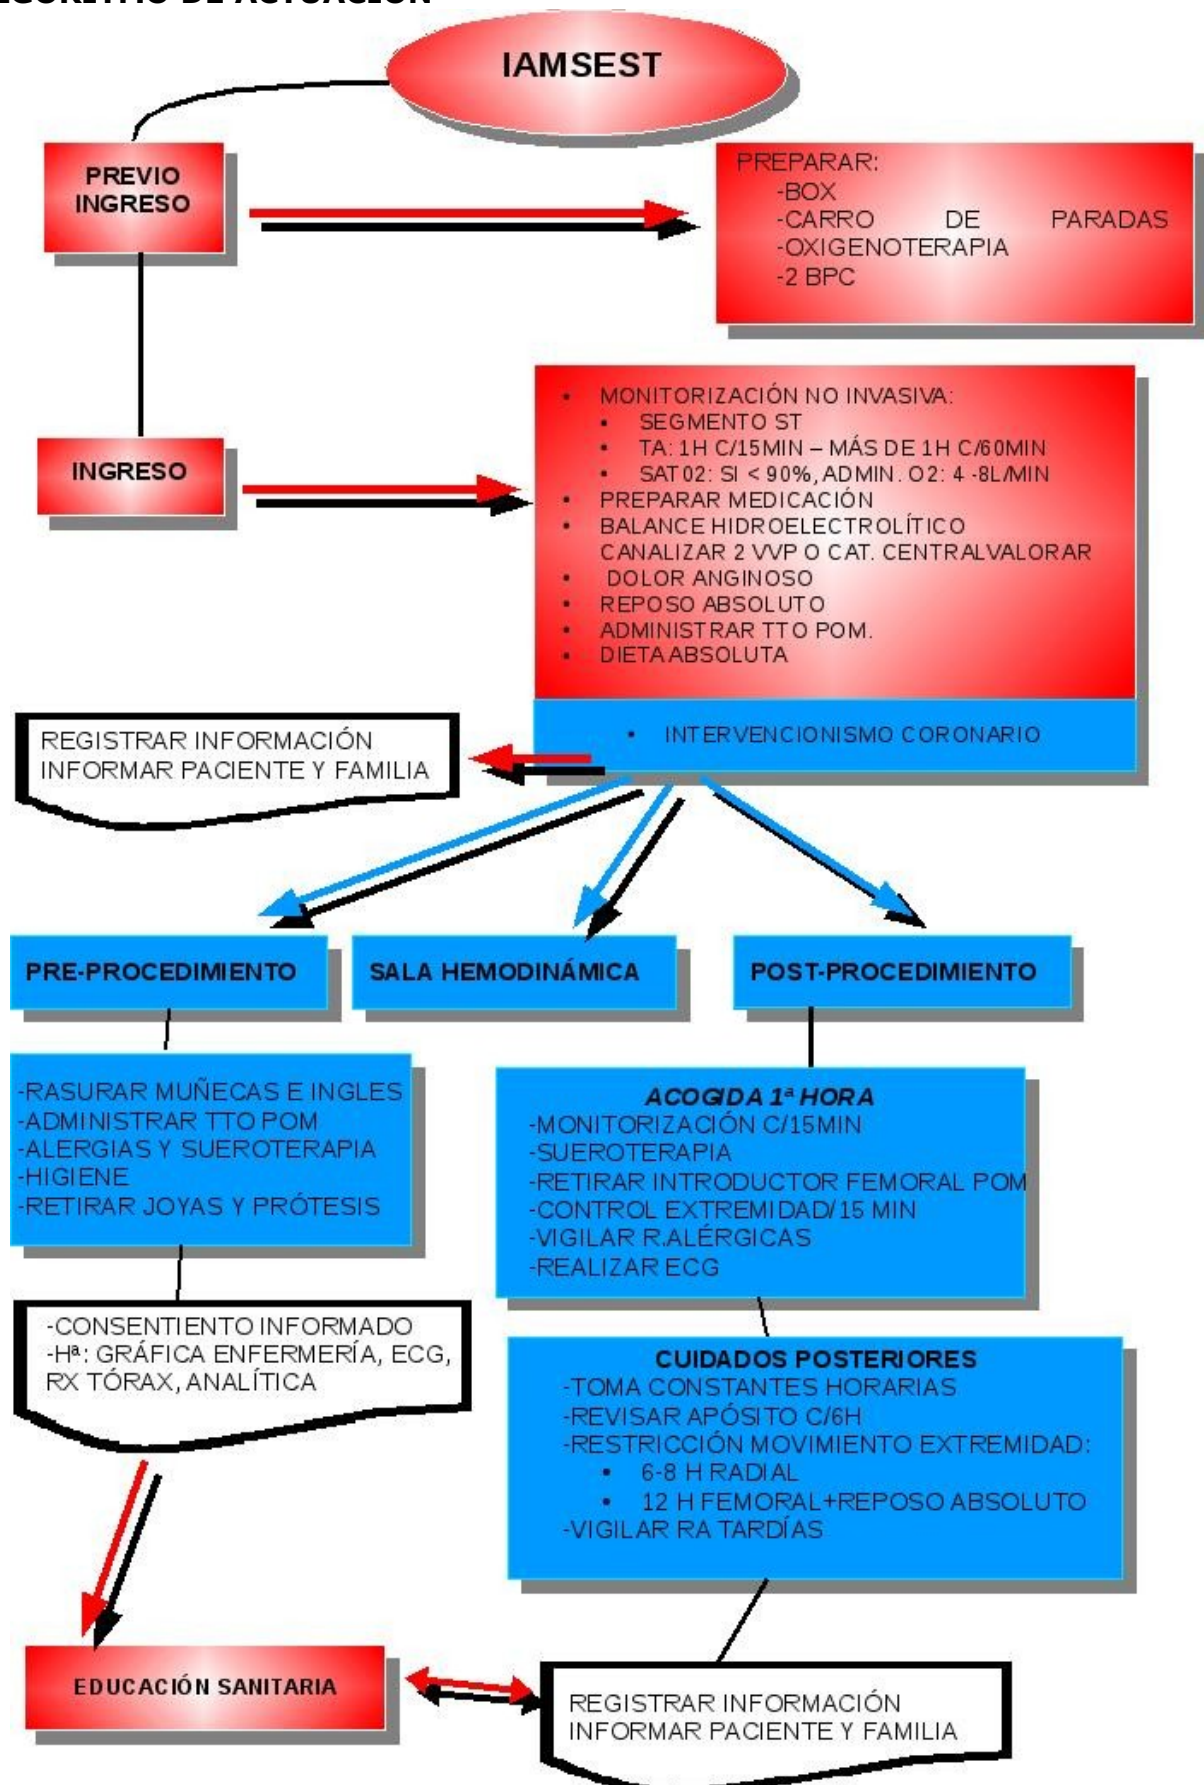 IAMSEST
PREVIO
INGRESO
PREPARAR:
-BOX
-CARRO DE PARADAS
-OXIGENOTERAPIA
-2 BPC
INGRESO
• MONITORIZACIÓN NO INVASIVA:
• SEGMENTO ST
• TA: 1H C/15MIN – MÁS DE 1H C/60MIN
• SAT02: SI < 90%, ADMIN. O2: 4 -8L/MIN
• PREPARAR MEDICACIÓN
• BALANCE HIDROELECTROLÍTICO
CANALIZAR 2 VVP O CAT. CENTRALVALORAR
• DOLOR ANGINOSO
• REPOSO ABSOLUTO
• ADMINISTRAR TTO POM.
• DIETA ABSOLUTA
• INTERVENCIONISMO CORONARIO
REGISTRAR INFORMACIÓN
INFORMAR PACIENTE Y FAMILIA
PRE-PROCEDIMIENTO
SALA HEMODINÁMICA
POST-PROCEDIMIENTO
-RASURAR MUÑECAS E INGLES
-ADMINISTRAR TTO POM
-ALERGIAS Y SUEROTERAPIA
-HIGIENE
-RETIRAR JOYAS Y PRÓTESIS
ACOGIDA 1ª HORA
-MONITORIZACIÓN C/15MIN
-SUEROTERAPIA
-RETIRAR INTRODUCTOR FEMORAL POM
-CONTROL EXTREMIDAD/ 15 MIN
-VIGILAR R.ALÉRGICAS
-REALIZAR ECG
-CONSENTIENTO INFORMADO
-Hª: GRÁFICA ENFERMERÍA, ECG,
RX TÓRAX, ANALÍTICA
CUIDADOS POSTERIORES
-TOMA CONSTANTES HORARIAS
-REVISAR APÓSITO C/6H
-RESTRICCIÓN MOVIMIENTO EXTREMIDAD:
• 6-8 H RADIAL
• 12 H FEMORAL+REPOSO ABSOLUTO
-VIGILAR RA TARDÍAS
EDUCACIÓN SANITARIA
REGISTRAR INFORMACIÓN
INFORMAR PACIENTE Y FAMILIA